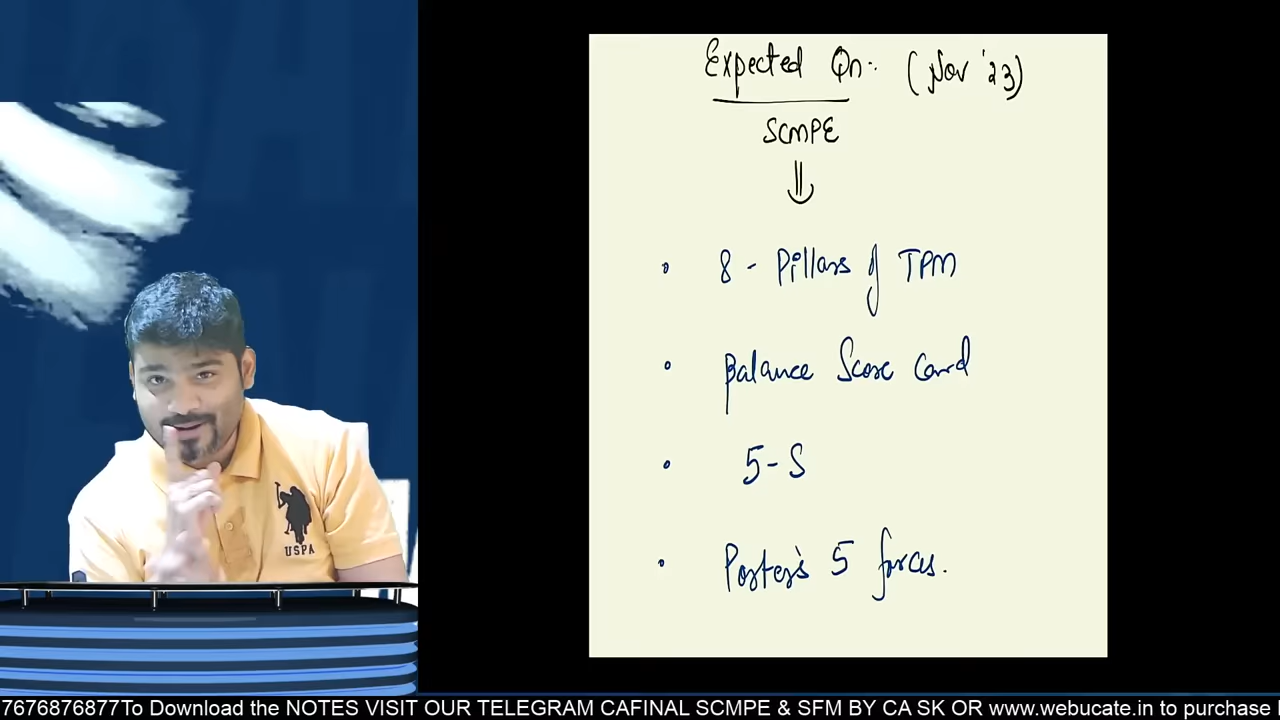 Expected Qn:- (Nov '23)
SCMPE
8 - Pillars of TPM
Balance Score Card
5-S
Porter's 5 forces.
USPA
7676876877To Download the NOTES VISIT OUR TELEGRAM CAFINAL SCMPE & SFM BY CA SK OR www.webucate.in to purchase